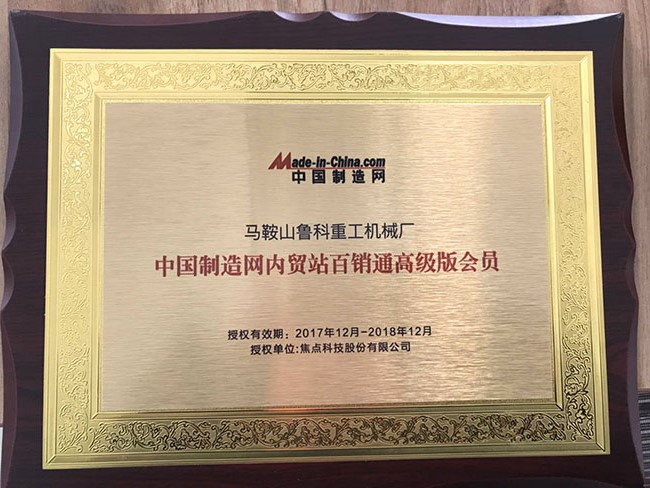 Made-in-China.com
中国制造网
马鞍山鲁科重工机械厂
中国制造网内贸站百销通高级版会员
授权有效期：2017年12月-2018年12月
授权单位:焦点科技股份有限公司